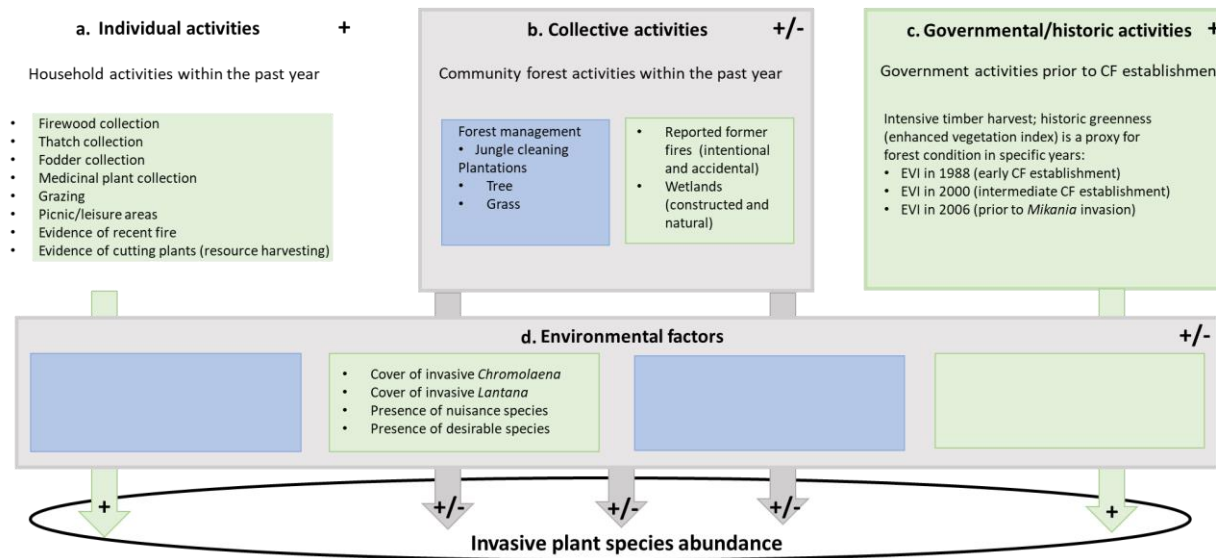 a. Individual activities +
Household activities within the past year
• Firewood collection
• Thatch collection
• Fodder collection
• Medicinal plant collection
• Grazing
• Picnic/leisure areas
• Evidence of recent fire
• Evidence of cutting plants (resource harvesting)
b. Collective activities +/-
Community forest activities within the past year
Forest management
• Jungle cleaning
Plantations
• Tree
• Grass
• Reported former
fires (intentional
and accidental)
• Wetlands
(constructed and
natural)
c. Governmental/historic activities +
Government activities prior to CF establishmen
Intensive timber harvest; historic greenness
(enhanced vegetation index) is a proxy for
forest condition in specific years:
• EVI in 1988 (early CF establishment)
• EVI in 2000 (intermediate CF establishment)
• EVI in 2006 (prior to Mikania invasion)
d. Environmental factors +/-
• Cover of invasive Chromolaena
• Cover of invasive Lantana
• Presence of nuisance species
• Presence of desirable species
+ +/- +/- +/- +
Invasive plant species abundance